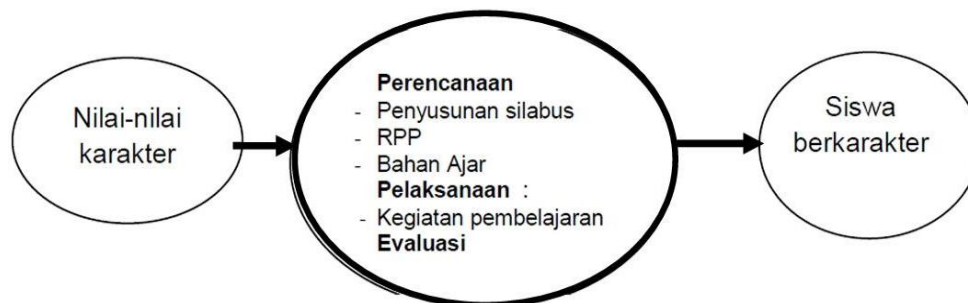 Nilai-nilai
karakter
Perencanaan
- Penyusunan silabus
- RPP
- Bahan Ajar
Pelaksanaan :
- Kegiatan pembelajaran
Evaluasi
Siswa
berkarakter